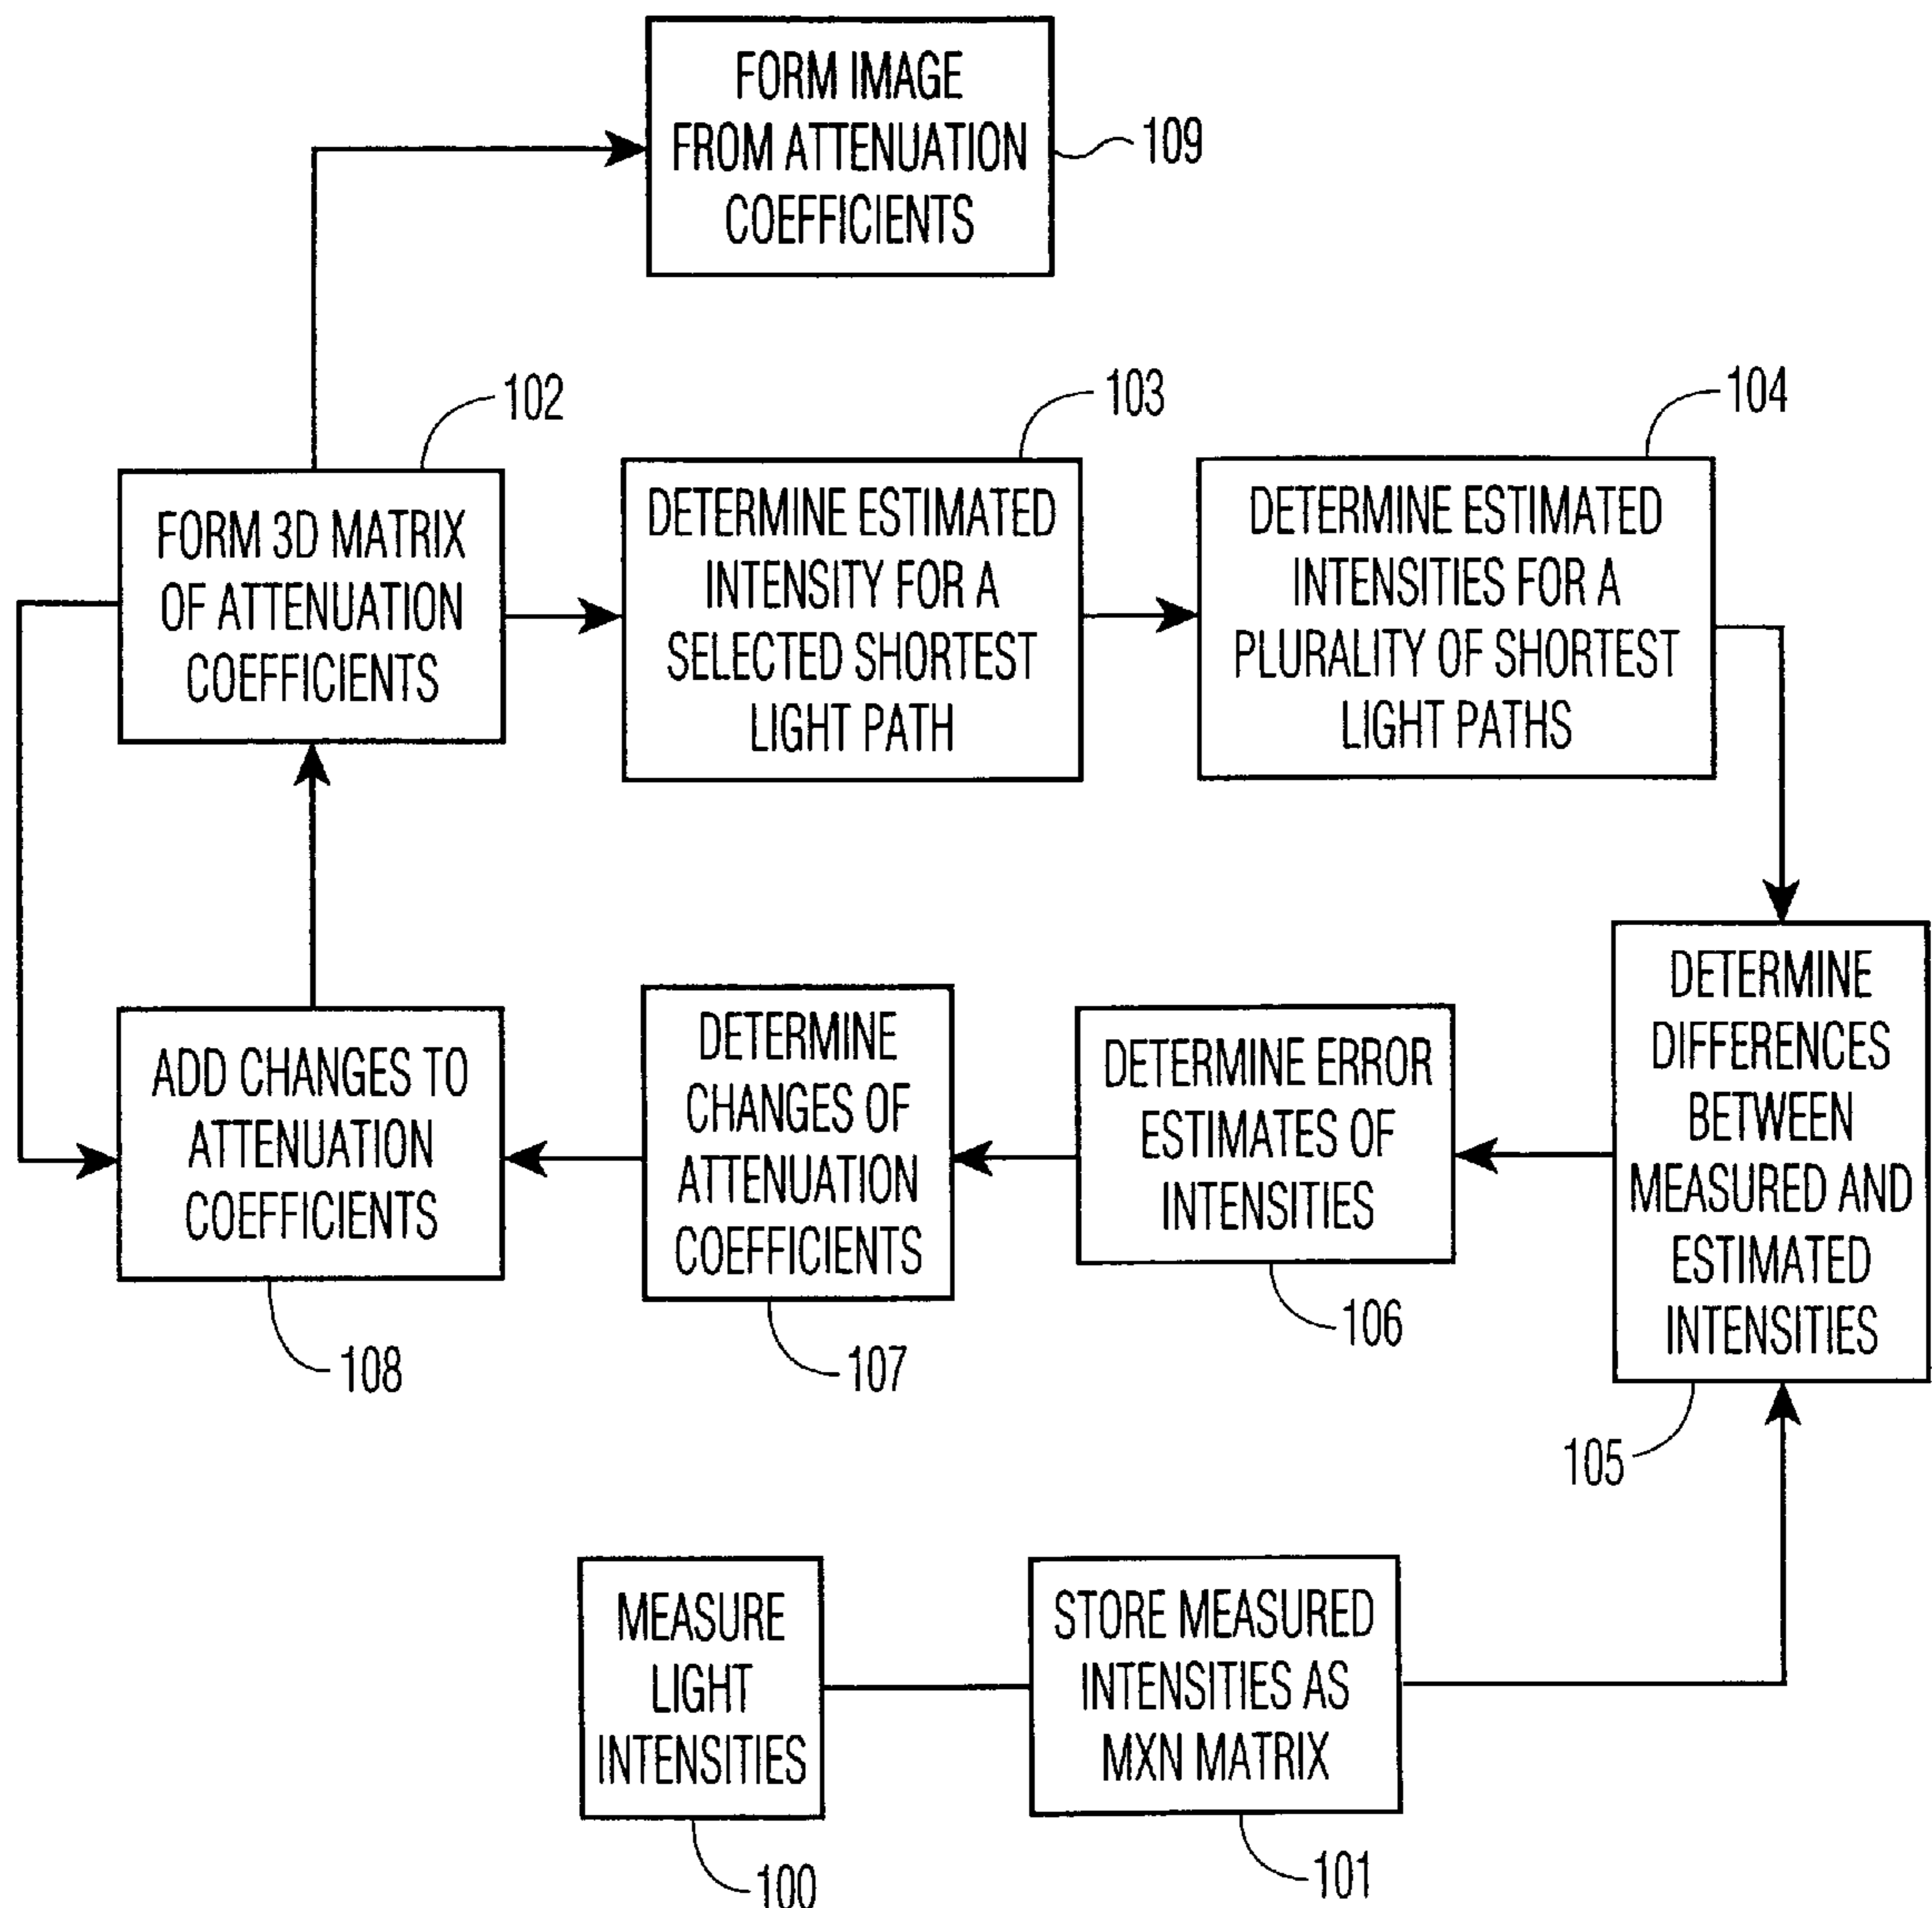 FORM IMAGE
FROM ATTENUATION
COEFFICIENTS
109
102
FORM 3D MATRIX
OF ATTENUATION
COEFFICIENTS
103
DETERMINE ESTIMATED
INTENSITY FOR A
SELECTED SHORTEST
LIGHT PATH
104
DETERMINE ESTIMATED
INTENSITIES FOR A
PLURALITY OF SHORTEST
LIGHT PATHS
ADD CHANGES TO
ATTENUATION
COEFFICIENTS
108
DETERMINE
CHANGES OF
ATTENUATION
COEFFICIENTS
107
DETERMINE ERROR
ESTIMATES OF
INTENSITIES
106
DETERMINE
DIFFERENCES
BETWEEN
MEASURED AND
ESTIMATED
INTENSITIES
105
MEASURE
LIGHT
INTENSITIES
100
STORE MEASURED
INTENSITIES AS
MXN MATRIX
101